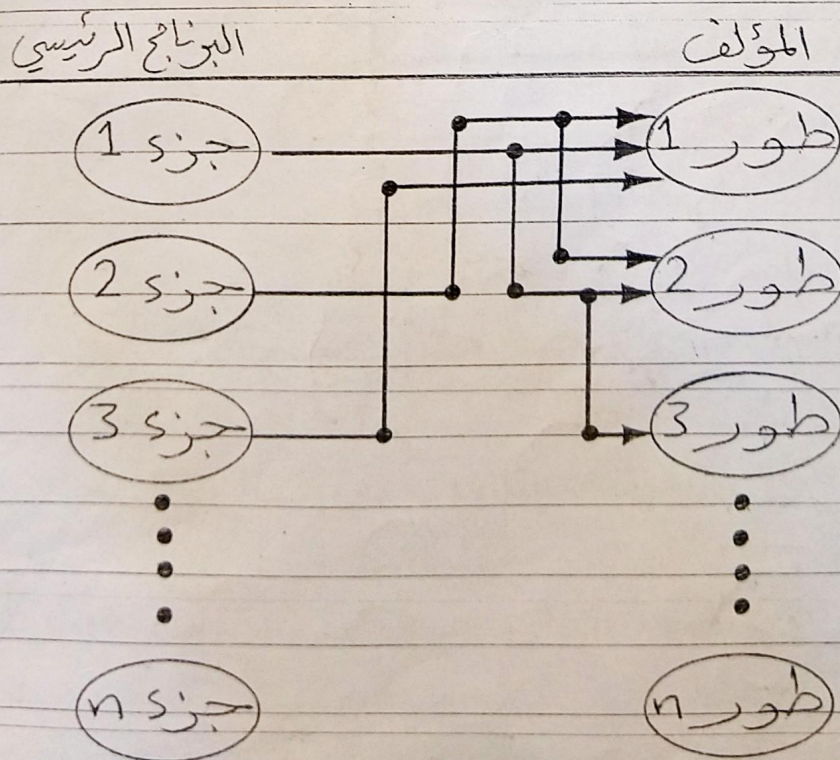 المؤلف البرنامج الرئيسي
طور 1 جزء 1
طور 2 جزء 2
طور 3 جزء 3
طور n جزء n